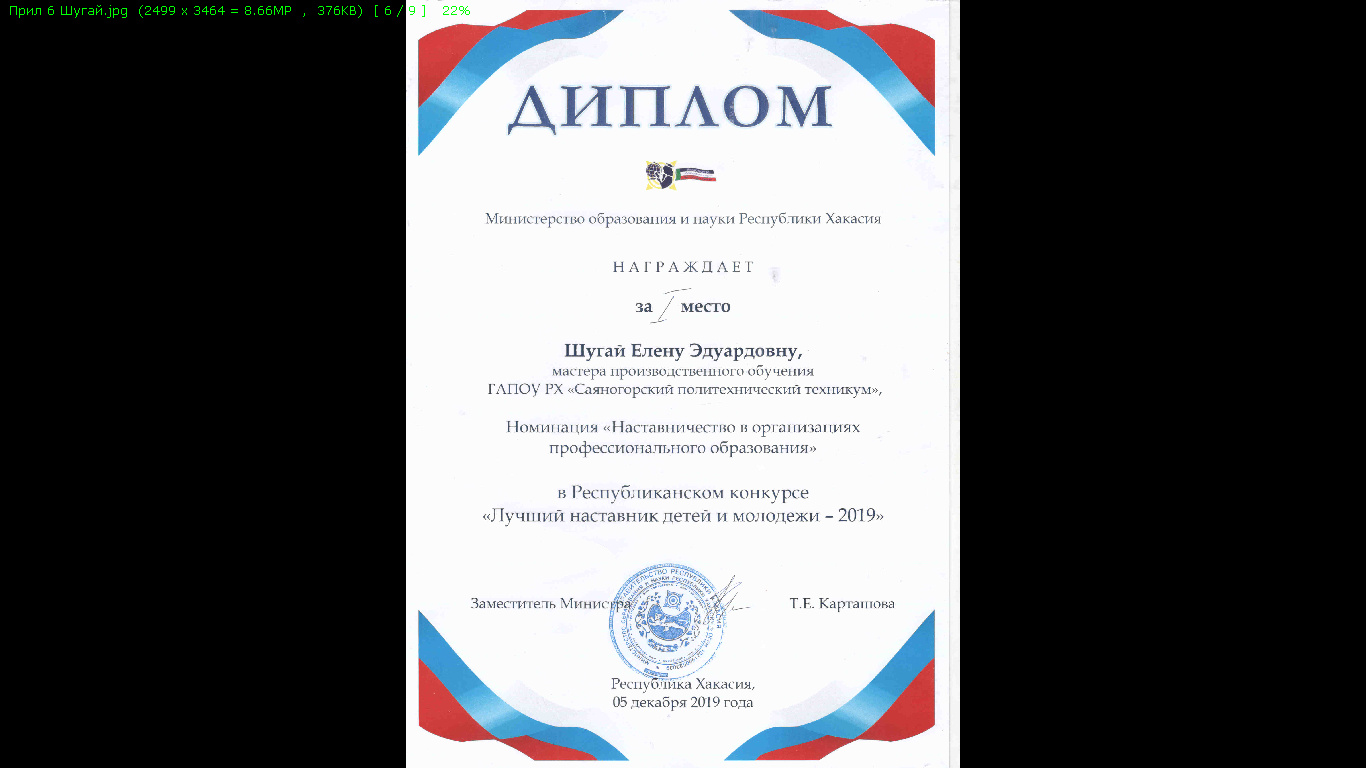 Прил 6 Шугай.jpg (2499 x 3464 = 8.66MP , 376KB) [ 6 / 9 ] 22%
ДИПЛОМ
Министерство образования и науки Республики Хакасия
НАГРАЖДАЕТ
за I место
Шугай Елену Эдуардовну,
мастера производственного обучения
ГАПОУ РХ «Саяногорский политехнический техникум»,
Номинация «Наставничество в организациях
профессионального образования»
в Республиканском конкурсе
«Лучший наставник детей и молодежи – 2019»
Заместитель Министра Т.Е. Карташова
Республика Хакасия,
05 декабря 2019 года